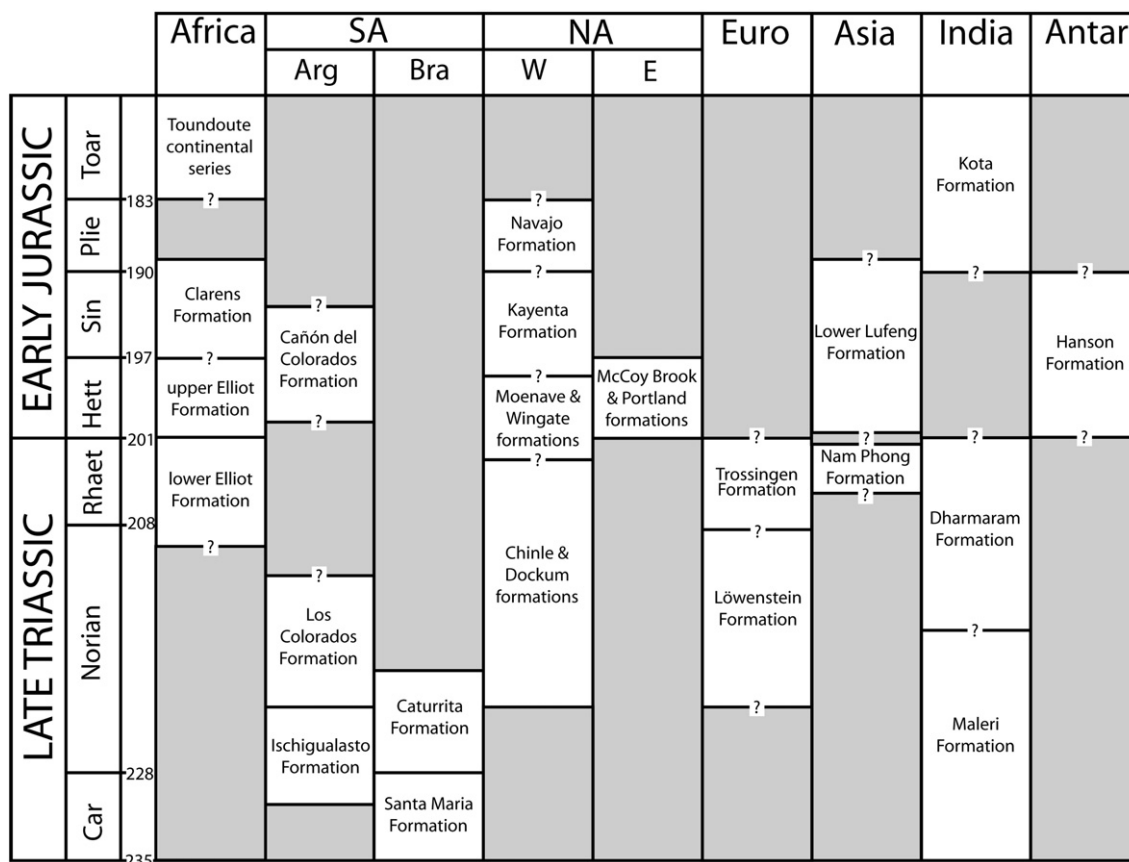 Africa
SA
NA
Euro
Asia
India
Antar
Arg
Bra
W
E
EARLY JURASSIC
LATE TRIASSIC
Toar
Plie
Sin
Hett
Rhaet
Norian
Car
183
190
197
201
208
228
235
Toundoute
continental
series
?
Clarens
Formation
?
upper Elliot
Formation
lower Elliot
Formation
?
?
Cañón del
Colorados
Formation
?
?
Los
Colorados
Formation
Ischigualasto
Formation
Caturrita
Formation
Santa Maria
Formation
?
Navajo
Formation
?
Kayenta
Formation
?
Moenave &
Wingate
formations
?
Chinle &
Dockum
formations
McCoy Brook
& Portland
formations
?
Trossingen
Formation
?
Löwenstein
Formation
?
?
Lower Lufeng
Formation
?
Nam Phong
Formation
?
Kota
Formation
?
?
Dharmaram
Formation
?
Maleri
Formation
?
Hanson
Formation
?